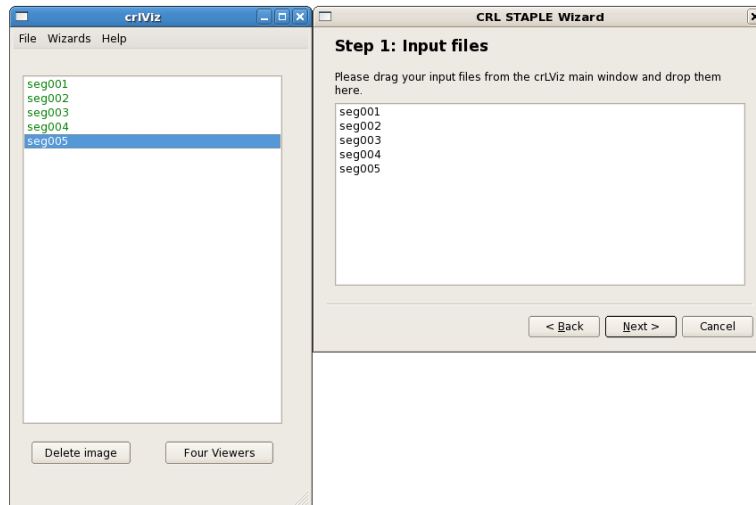 crlViz
File Wizards Help
seg001
seg002
seg003
seg004
seg005
Delete image
Four Viewers
CRL STAPLE Wizard
Step 1: Input files
Please drag your input files from the crLViz main window and drop them
here.
seg001
seg002
seg003
seg004
seg005
< Back
Next >
Cancel